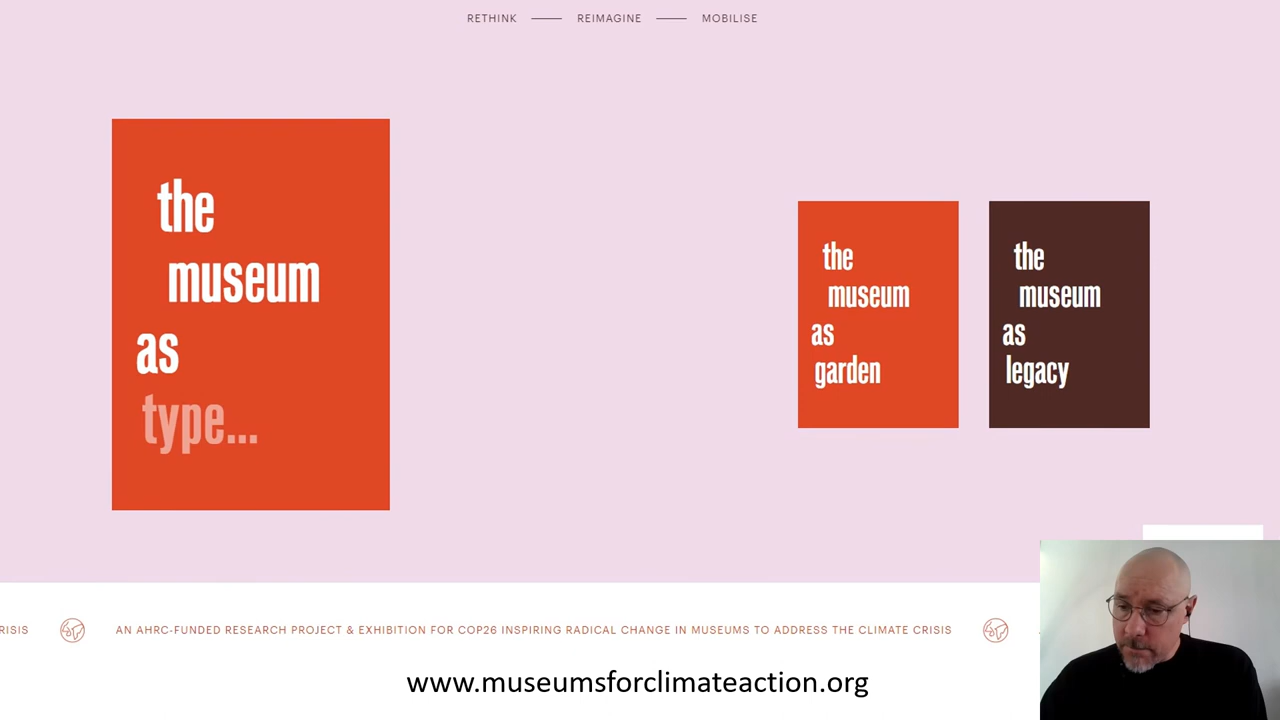 RETHINK REIMAGINE MOBILISE
the
museum
as
type...
the
museum
as
garden
the
museum
as
legacy
RISIS AN AHRC-FUNDED RESEARCH PROJECT & EXHIBITION FOR COP26 INSPIRING RADICAL CHANGE IN MUSEUMS TO ADDRESS THE CLIMATE CRISIS
www.museumsforclimateaction.org